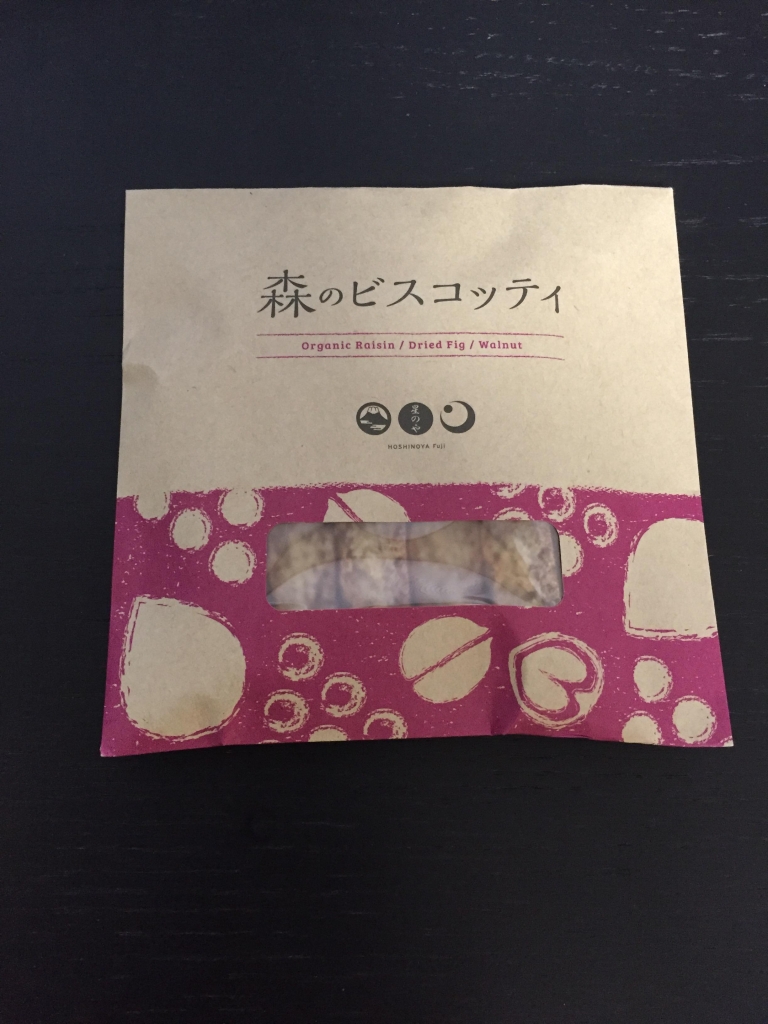 森のビスコッティ
Organic Raisin / Dried Fig / Walnut
星のや
HOSHINOYA Fuji